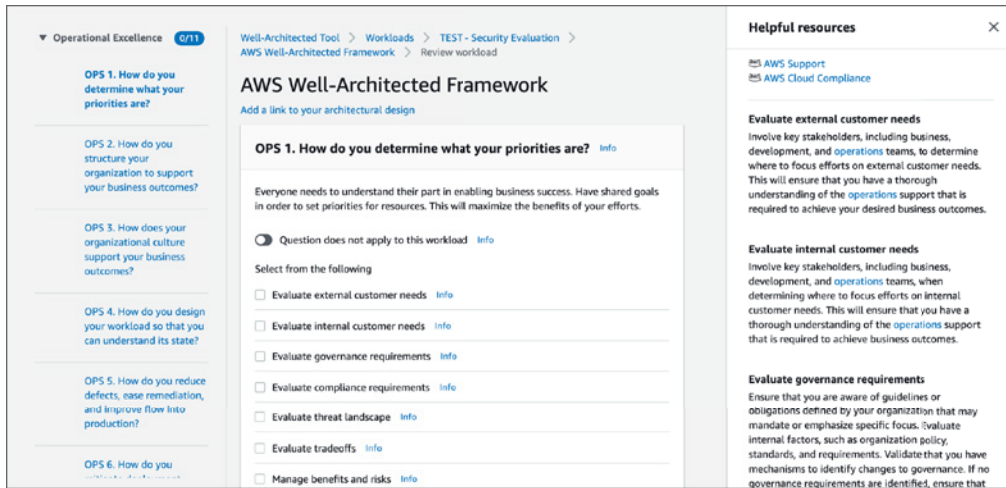 Operational Excellence 0/11
OPS 1. How do you
determine what your
priorities are?
OPS 2. How do you
structure your
organization to support
your business outcomes?
OPS 3. How does your
organizational culture
support your business
outcomes?
OPS 4. How do you design
your workload so that you
can understand its state?
OPS 5. How do you reduce
defects, ease remediation,
and improve flow into
production?
OPS 6. How do you
Well-Architected Tool > Workloads > TEST - Security Evaluation >
AWS Well-Architected Framework > Review workload
AWS Well-Architected Framework
Add a link to your architectural design
OPS 1. How do you determine what your priorities are? Info
Everyone needs to understand their part in enabling business success. Have shared goals
in order to set priorities for resources. This will maximize the benefits of your efforts.
Question does not apply to this workload Info
Select from the following
Evaluate external customer needs Info
Evaluate internal customer needs Info
Evaluate governance requirements Info
Evaluate compliance requirements Info
Evaluate threat landscape Info
Evaluate tradeoffs Info
Manage benefits and risks Info
Helpful resources
AWS Support
AWS Cloud Compliance
Evaluate external customer needs
Involve key stakeholders, including business,
development, and operations teams, to determine
where to focus efforts on external customer needs.
This will ensure that you have a thorough
understanding of the operations support that is
required to achieve your desired business outcomes.
Evaluate internal customer needs
Involve key stakeholders, including business,
development, and operations teams, when
determining where to focus efforts on internal
customer needs. This will ensure that you have a
thorough understanding of the operations support
that is required to achieve business outcomes.
Evaluate governance requirements
Ensure that you are aware of guidelines or
obligations defined by your organization that may
mandate or emphasize specific focus. Evaluate
internal factors, such as organization policy,
standards, and requirements. Validate that you have
mechanisms to identify changes to governance. If no
governance requirements are identified, ensure that